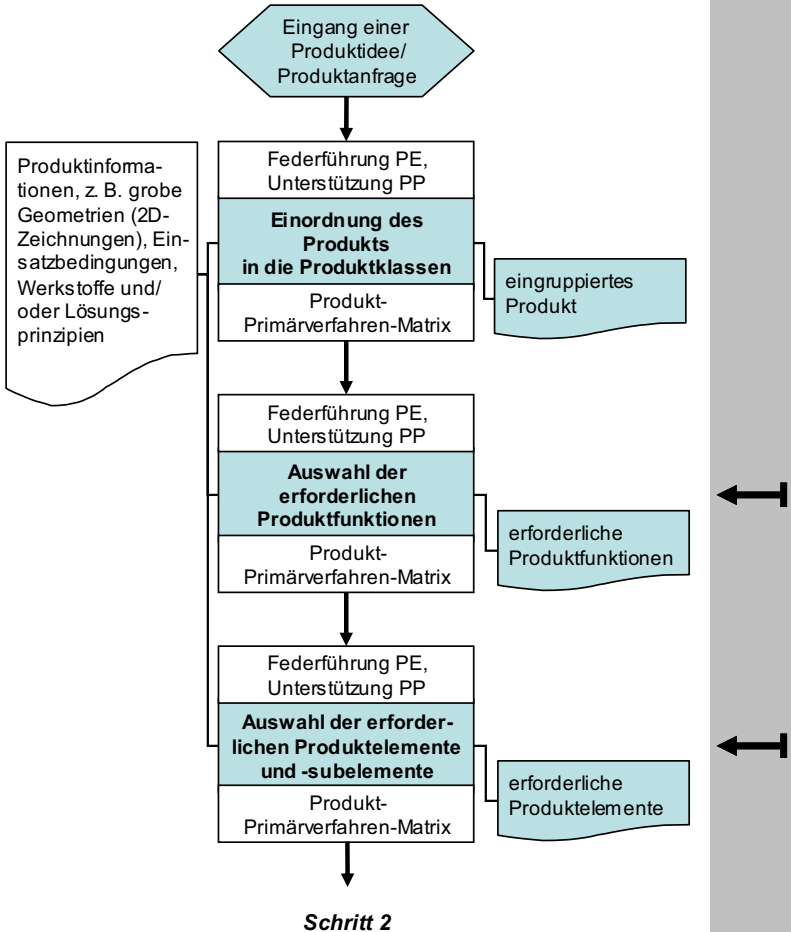 Eingang einer
Produktidee/
Produktanfrage
Produktinforma-
tionen, z. B. grobe
Geometrien (2D-
Zeichnungen), Ein-
satzbedingungen,
Werkstoffe und/
oder Lösungs-
prinzipien
Federführung PE,
Unterstützung PP
Einordnung des
Produkts
in die Produktklassen
Produkt-
Primärverfahren-Matrix
eingruppiertes
Produkt
Federführung PE,
Unterstützung PP
Auswahl der
erforderlichen
Produktfunktionen
Produkt-
Primärverfahren-Matrix
erforderliche
Produktfunktionen
Federführung PE,
Unterstützung PP
Auswahl der erforder-
lichen Produktelemente
und -subelemente
Produkt-
Primärverfahren-Matrix
erforderliche
Produktelemente
Schritt 2